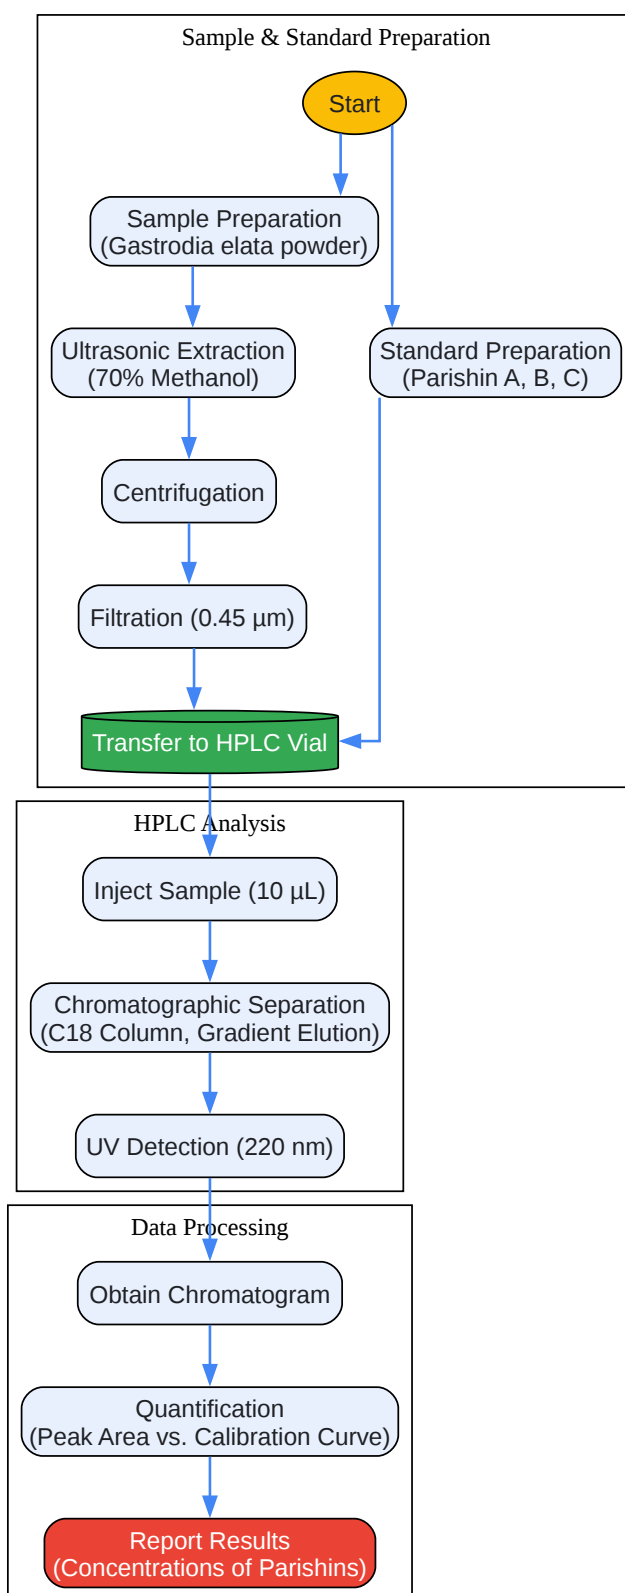 Sample & Standard Preparation
Start
Sample Preparation
(Gastrodia elata powder)
Ultrasonic Extraction
(70% Methanol)
Standard Preparation
(Parishin A, B, C)
Centrifugation
Filtration (0.45 µm)
Transfer to HPLC Vial
HPLC Analysis
Inject Sample (10 µL)
Chromatographic Separation
(C18 Column, Gradient Elution)
UV Detection (220 nm)
Data Processing
Obtain Chromatogram
Quantification
(Peak Area vs. Calibration Curve)
Report Results
(Concentrations of Parishins)